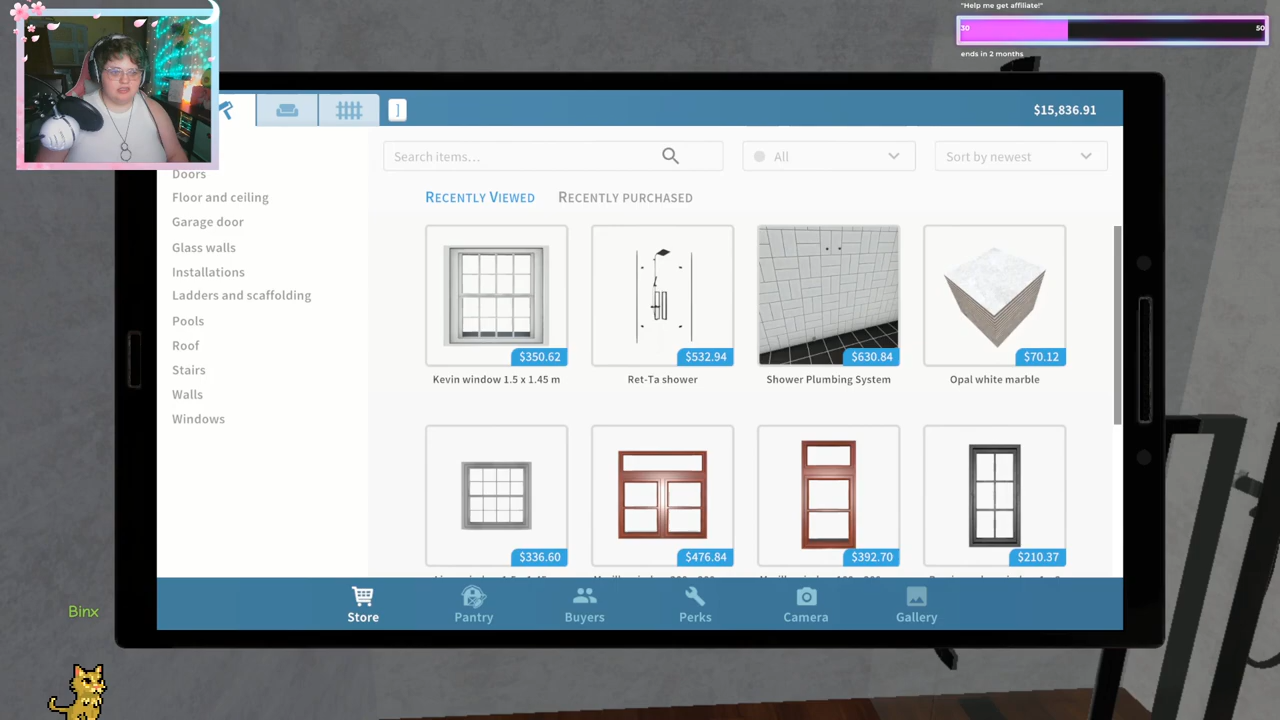 "Help me get affiliate!"
30 50
ends in 2 months
]
$15,836.91
Search items...
All
Sort by newest
Doors
Floor and ceiling
Garage door
Glass walls
Installations
Ladders and scaffolding
Pools
Roof
Stairs
Walls
Windows
RECENTLY VIEWED RECENTLY PURCHASED
$350.62 $532.94 $630.84 $70.12
Kevin window 1.5 x 1.45 m Ret-Ta shower Shower Plumbing System Opal white marble
$336.60 $476.84 $392.70 $210.37
Store Pantry Buyers Perks Camera Gallery
Binx